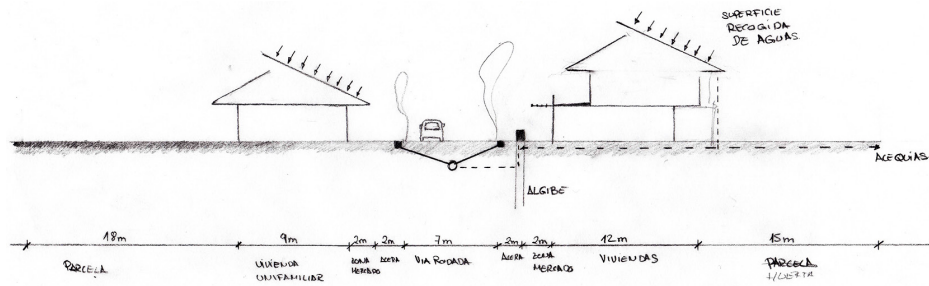 SUPERFICIE
RECOGIDA
DE AGUAS.
ACEQUIAS
ALGIBE
18m
9m
2m
2m
7m
2m
2m
12m
15m
PARCELA
VIVIENDA
UNIFAMILIAR
ZONA
MERCADO
ACERA
VIA RODADA
ACERA
ZONA
MERCADO
VIVIENDAS
PARCELA
HUERTA